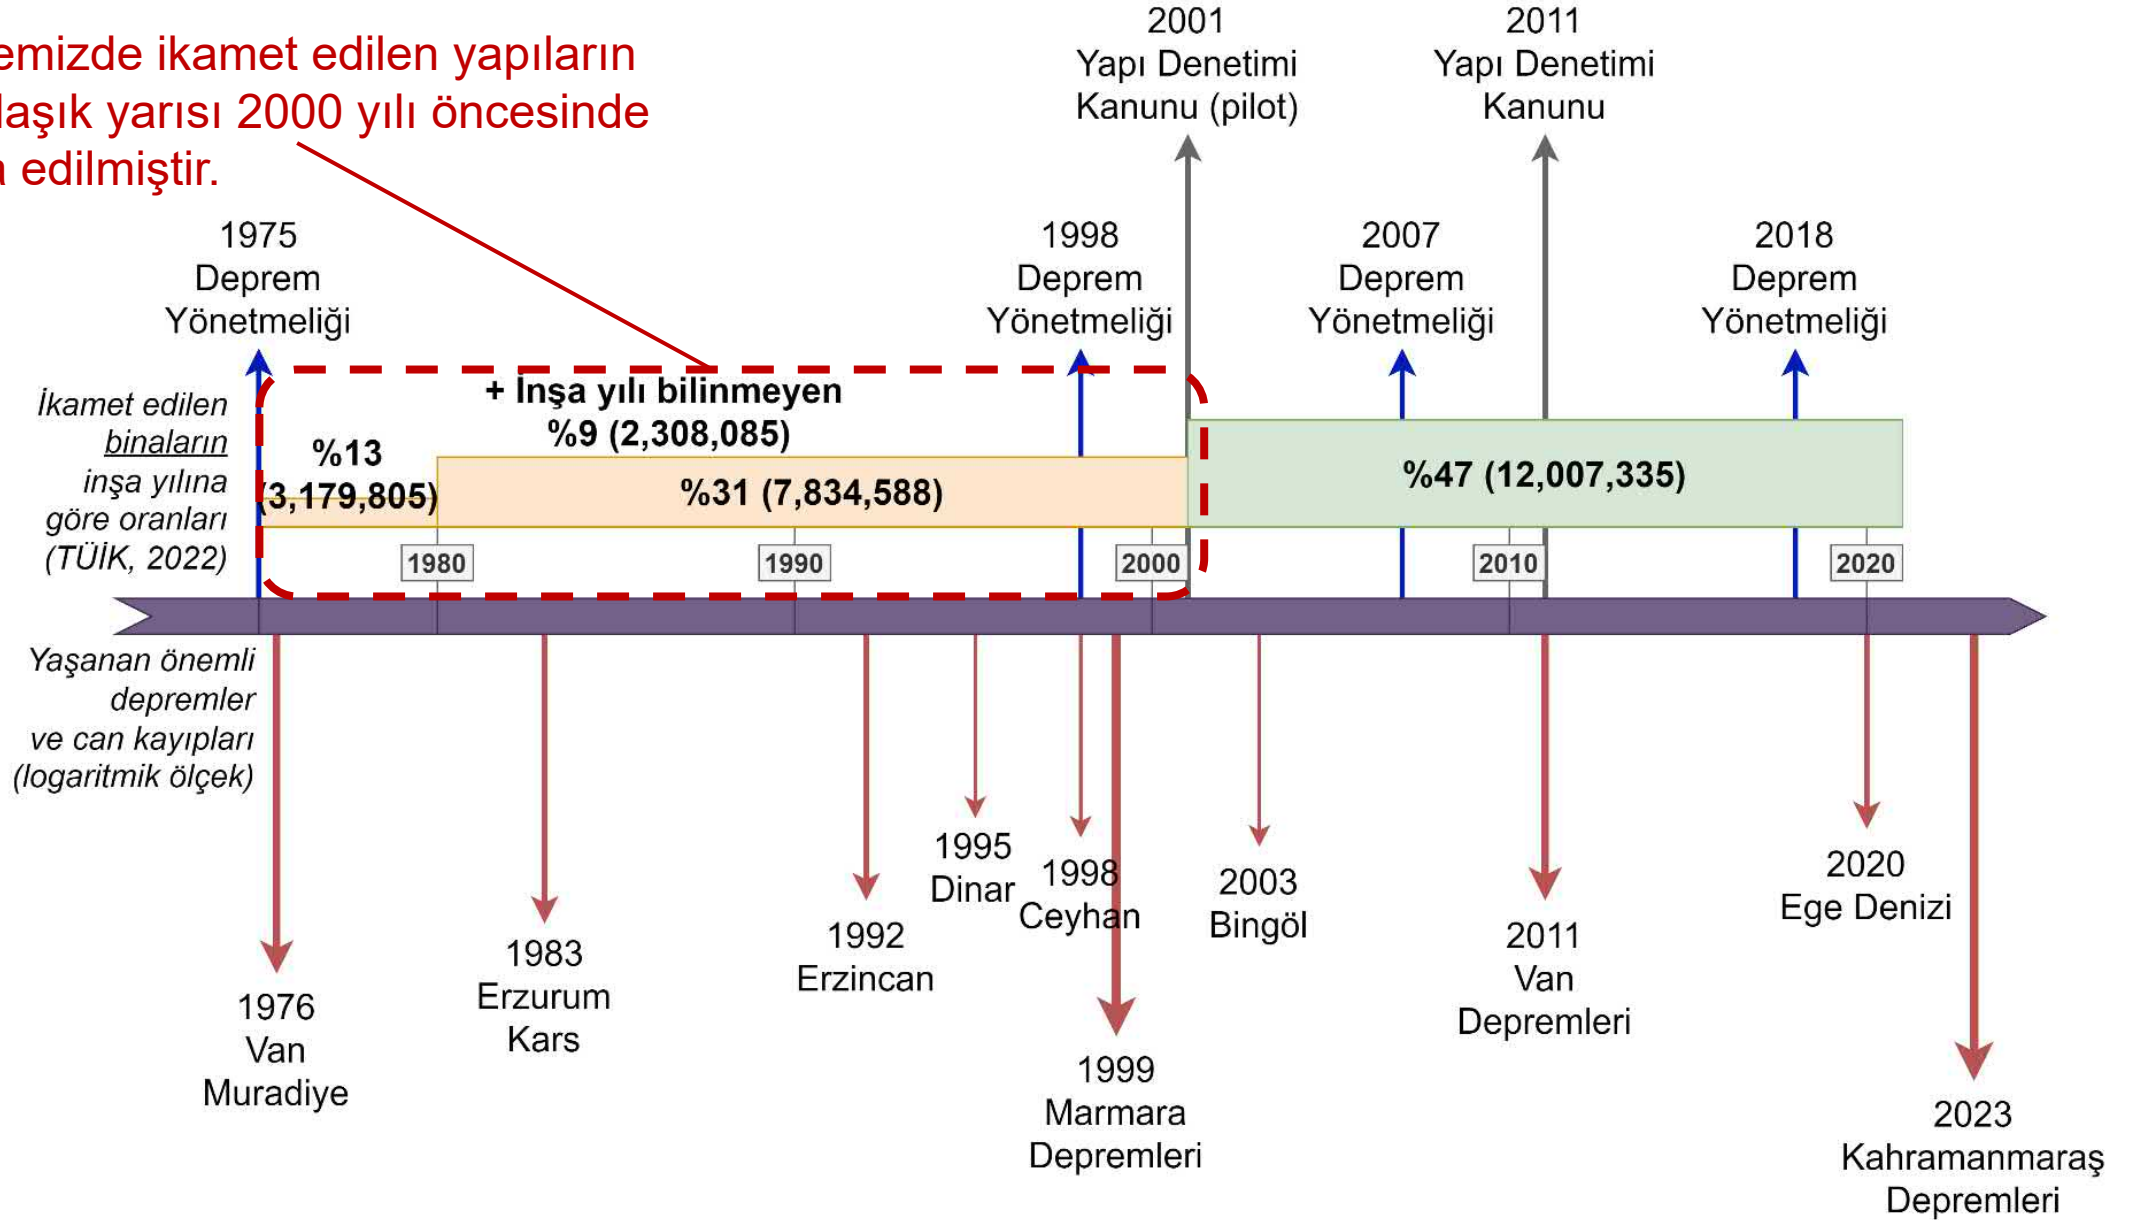 emizde ikamet edilen yapıların
laşık yarısı 2000 yılı öncesinde
a edilmiştir.
2001
Yapı Denetimi
Kanunu (pilot)
2011
Yapı Denetimi
Kanunu
1975
Deprem
Yönetmeliği
1998
Deprem
Yönetmeliği
2007
Deprem
Yönetmeliği
2018
Deprem
Yönetmeliği
İkamet edilen
binaların
inşa yılına
göre oranları
(TÜİK, 2022)
%13
(3,179,805)
+ İnşa yılı bilinmeyen
%9 (2,308,085)
%31 (7,834,588)
%47 (12,007,335)
1980
1990
2000
2010
2020
Yaşanan önemli
depremler
ve can kayıpları
(logaritmik ölçek)
1976
Van
Muradiye
1983
Erzurum
Kars
1992
Erzincan
1995
Dinar
1998
Ceyhan
1999
Marmara
Depremleri
2003
Bingöl
2011
Van
Depremleri
2020
Ege Denizi
2023
Kahramanmaraş
Depremleri